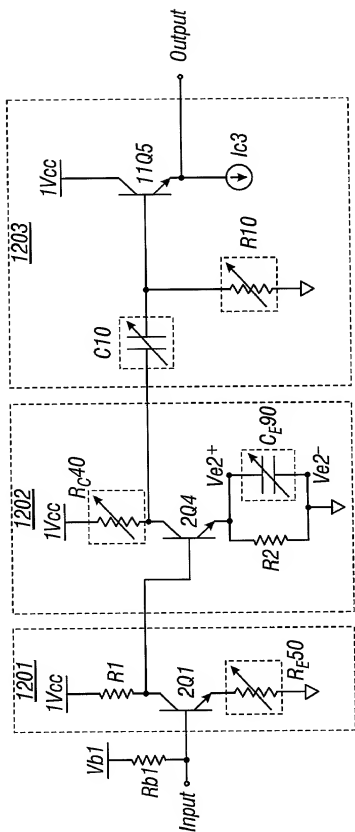 1201
1Vcc
R1
Vb1
Rb1
Input
2Q1
RE50
1202
1Vcc
RC40
2Q4
Ve2+
CE90
R2
Ve2-
1203
1Vcc
C10
11Q5
R10
Ic3
Output